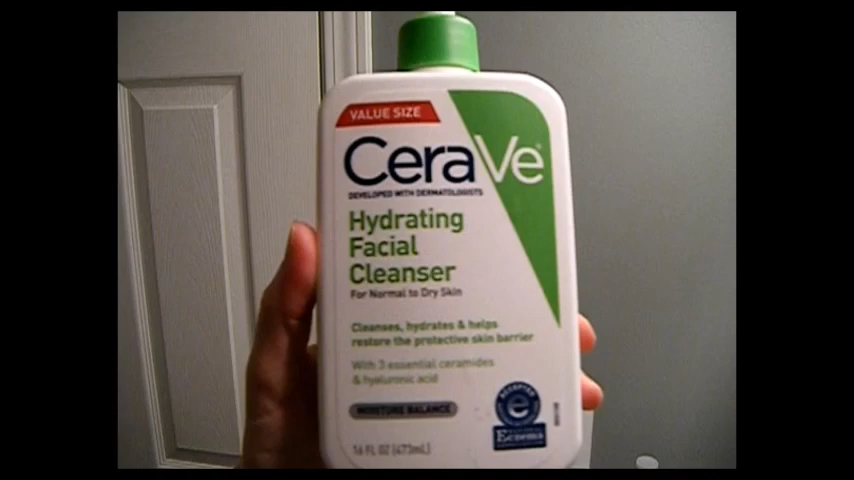 VALUE SIZE
CeraVe
DEVELOPED WITH DERMATOLOGISTS
Hydrating
Facial
Cleanser
For Normal to Dry Skin
Cleanses, hydrates & helps
restore the protective skin barrier
With 3 essential ceramides
& hyaluronic acid
MOISTURE BALANCE
e
Eczema
16 FL OZ (473mL)